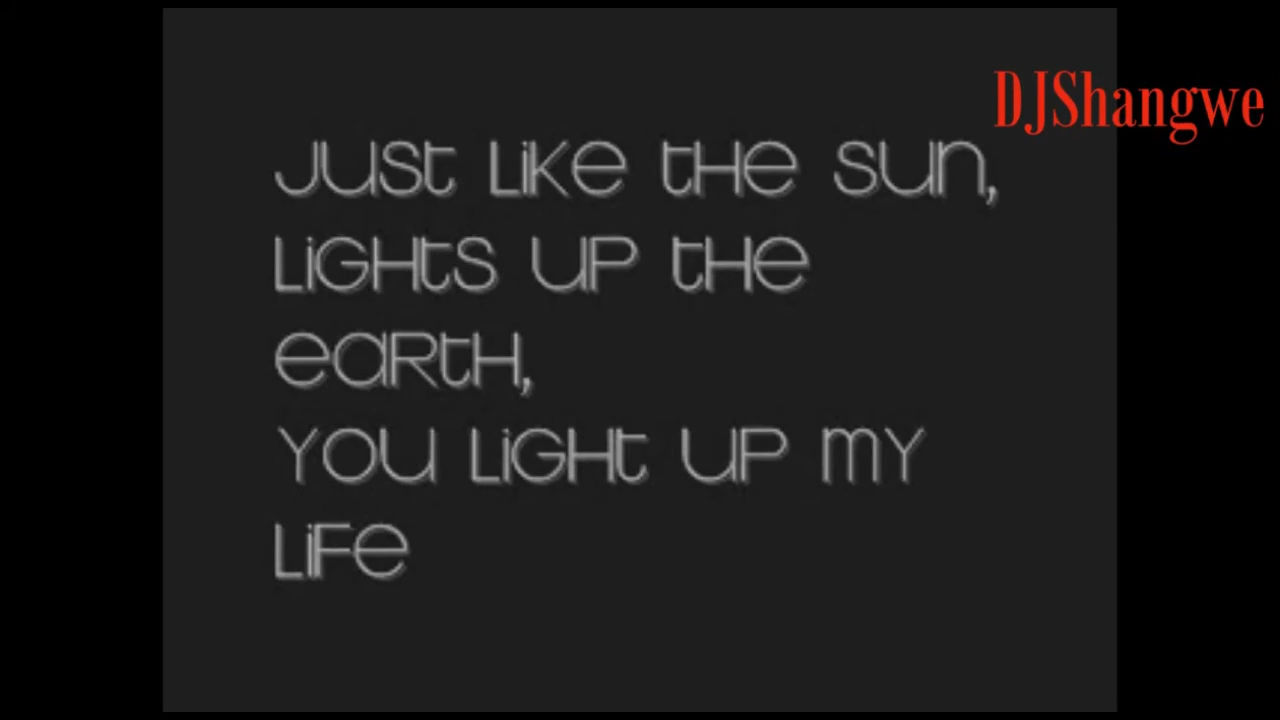 DJShangwe
Just like the sun,
Lights up the
earth,
You light up my
life